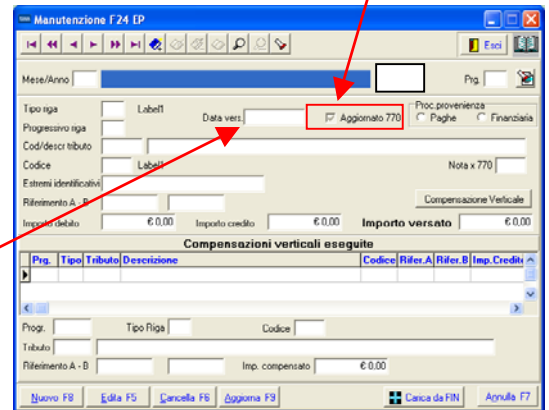 Manutenzione F24 EP
Esci
Mese/Anno Prg.
Tipo riga Label1 Data vers. Aggiornato 770 Proc.provenienza
Paghe Finanziaria
Progressivo riga
Cod/descr tributo
Codice Label1 Nota x 770
Estremi identificativi
Riferimento A - B Compensazione Verticale
Importo debito € 0,00 Importo credito € 0,00 Importo versato € 0,00
Compensazioni verticali eseguite
Prg. Tipo Tributo Descrizione Codice Rifer.A Rifer.B Imp.Credito
Progr. Tipo Riga Codice
Tributo
Riferimento A - B Imp. compensato € 0.00
Nuovo F8 Edita F5 Cancella F6 Aggiorna F9 Carica da FIN Annulla F7